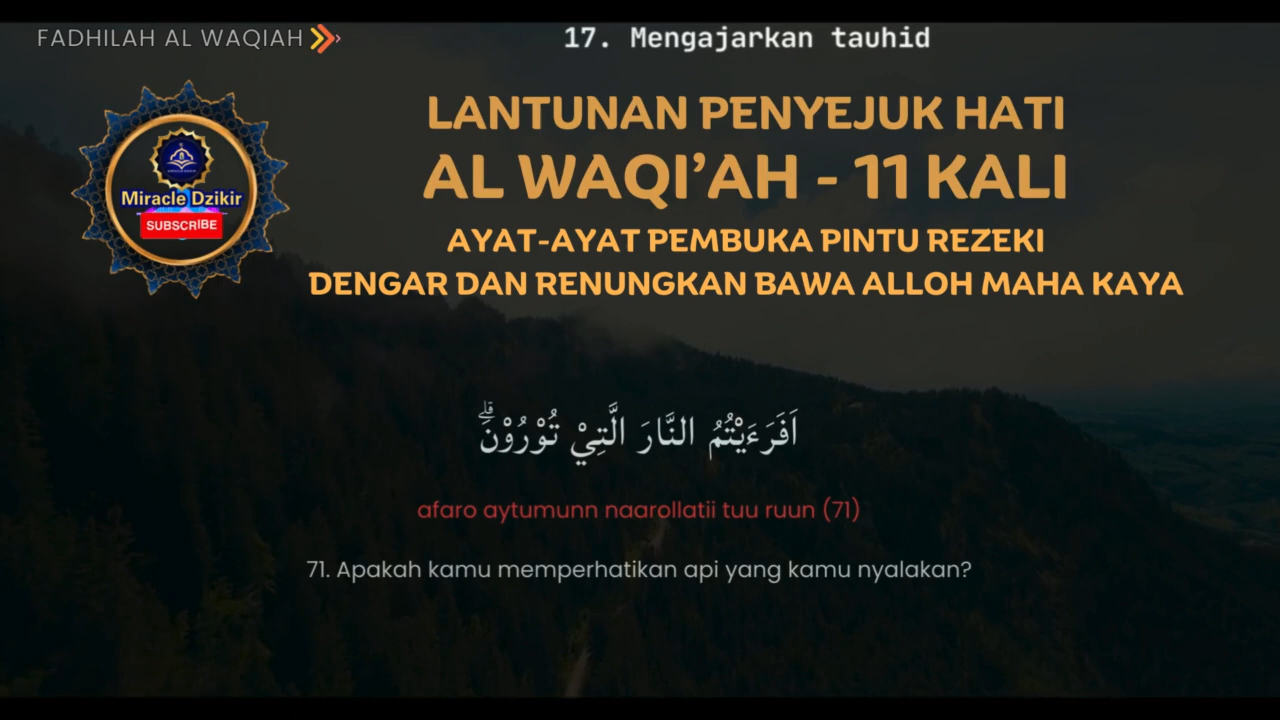 FADHILAH AL WAQIAH
17. Mengajarkan tauhid
Miracle Dzikir
SUBSCRIBE
LANTUNAN PENYEJUK HATI
AL WAQI'AH - 11 KALI
AYAT-AYAT PEMBUKA PINTU REZEKI
DENGAR DAN RENUNGKAN BAWA ALLOH MAHA KAYA
اَفَرَءَيْتُمُ النَّارَ الَّتِيْ تُوْرُوْنَۗ
afaro aytumunn naarollatii tuu ruun (71)
71. Apakah kamu memperhatikan api yang kamu nyalakan?